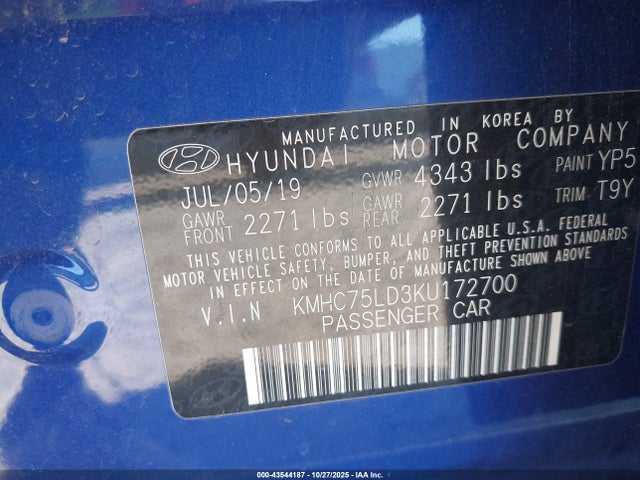 MANUFACTURED IN KOREA BY
HYUNDAI MOTOR COMPANY
JUL/05/19 GVWR 4343 lbs PAINT YP5
GAWR FRONT 2271 lbs GAWR REAR 2271 lbs TRIM T9Y
THIS VEHICLE CONFORMS TO ALL APPLICABLE U.S.A. FEDERAL
MOTOR VEHICLE SAFETY, BUMPER, AND THEFT PREVENTION STANDARDS
IN EFFECT ON THE DATE OF MANUFACTURE SHOWN ABOVE.
V.I.N KMHC75LD3KU172700
PASSENGER CAR
000-43544187 - 10/27/2025 - IAA Inc.